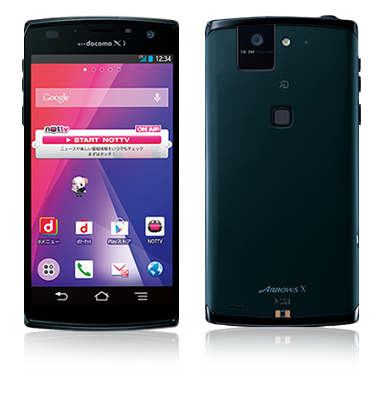 NTT docomo Xi
12:34
Google
NOTTV
ON AIR
START NOTTV
ニュースや楽しい番組情報をいつでもチェック
まずはタッチ！
dメニュー
dマーケット
Playストア
NOTTV
ARROWS X